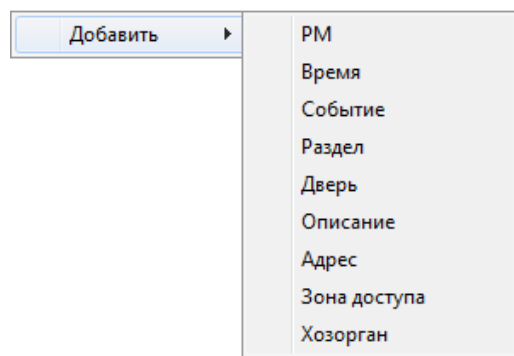 Добавить
РМ
Время
Событие
Раздел
Дверь
Описание
Адрес
Зона доступа
Хозорган